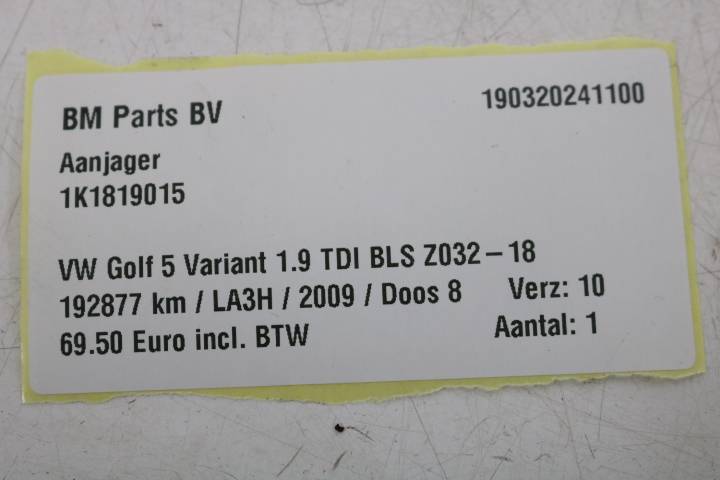 BM Parts BV 190320241100
Aanjager
1K1819015
VW Golf 5 Variant 1.9 TDI BLS Z032 – 18
192877 km / LA3H / 2009 / Doos 8 Verz: 10
69.50 Euro incl. BTW Aantal: 1